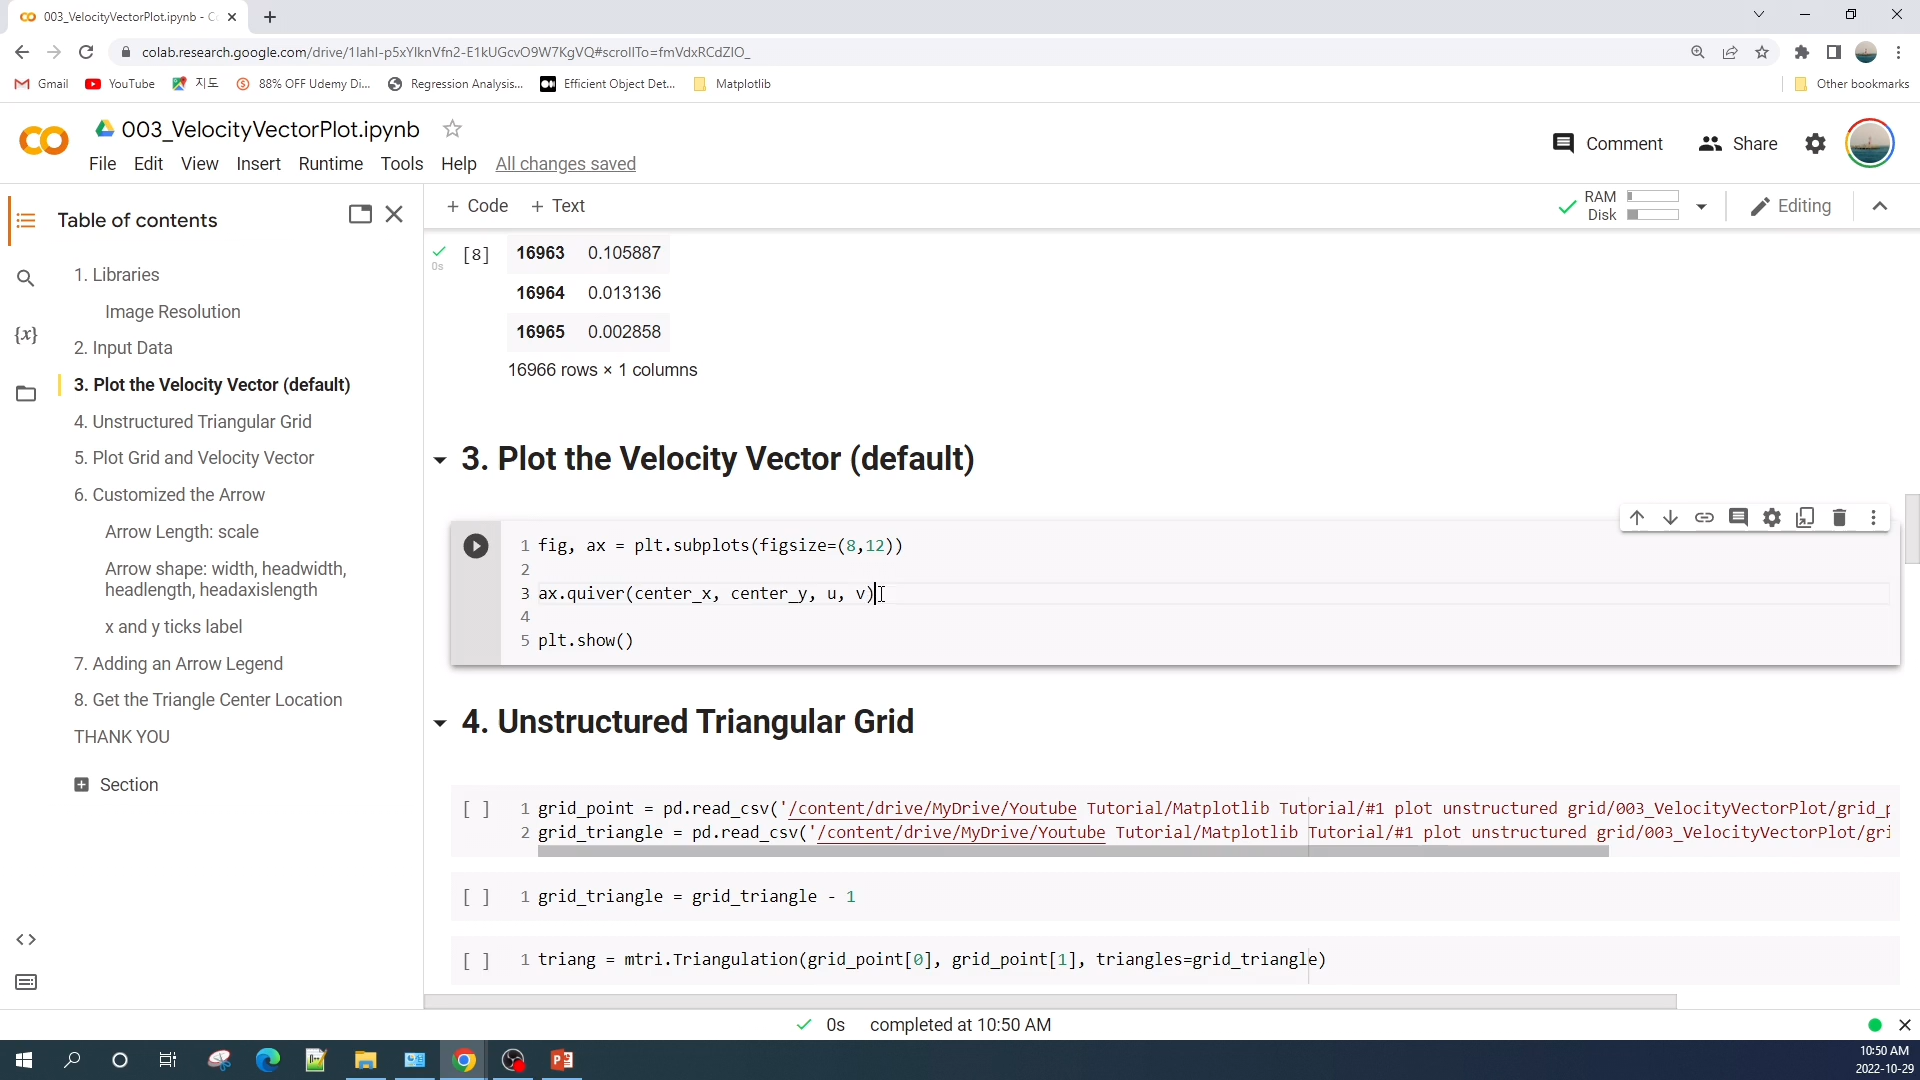 003_VelocityVectorPlot.ipynb - C
colab.research.google.com/drive/1IahI-p5xYIknVfn2-E1kUGcvO9W7KgVQ#scrollTo=fmVdxRCdZIO_
Gmail
YouTube
지도
88% OFF Udemy Di...
Regression Analysis...
Efficient Object Det...
Matplotlib
Other bookmarks
003_VelocityVectorPlot.ipynb
File Edit View Insert Runtime Tools Help All changes saved
Comment
Share
+ Code + Text
RAM
Disk
Editing
Table of contents
1. Libraries
Image Resolution
2. Input Data
3. Plot the Velocity Vector (default)
4. Unstructured Triangular Grid
5. Plot Grid and Velocity Vector
6. Customized the Arrow
Arrow Length: scale
Arrow shape: width, headwidth,
headlength, headaxislength
x and y ticks label
7. Adding an Arrow Legend
8. Get the Triangle Center Location
THANK YOU
Section
{x}
[8]
0s
16963 0.105887
16964 0.013136
16965 0.002858
16966 rows × 1 columns
3. Plot the Velocity Vector (default)
1 fig, ax = plt.subplots(figsize=(8,12))
2
3 ax.quiver(center_x, center_y, u, v)
4
5 plt.show()
4. Unstructured Triangular Grid
[ ] 1 grid_point = pd.read_csv('/content/drive/MyDrive/Youtube Tutorial/Matplotlib Tutorial/#1 plot unstructured grid/003_VelocityVectorPlot/grid_p
2 grid_triangle = pd.read_csv('/content/drive/MyDrive/Youtube Tutorial/Matplotlib Tutorial/#1 plot unstructured grid/003_VelocityVectorPlot/gri
[ ] 1 grid_triangle = grid_triangle - 1
[ ] 1 triang = mtri.Triangulation(grid_point[0], grid_point[1], triangles=grid_triangle)
0s completed at 10:50 AM
10:50 AM
2022-10-29